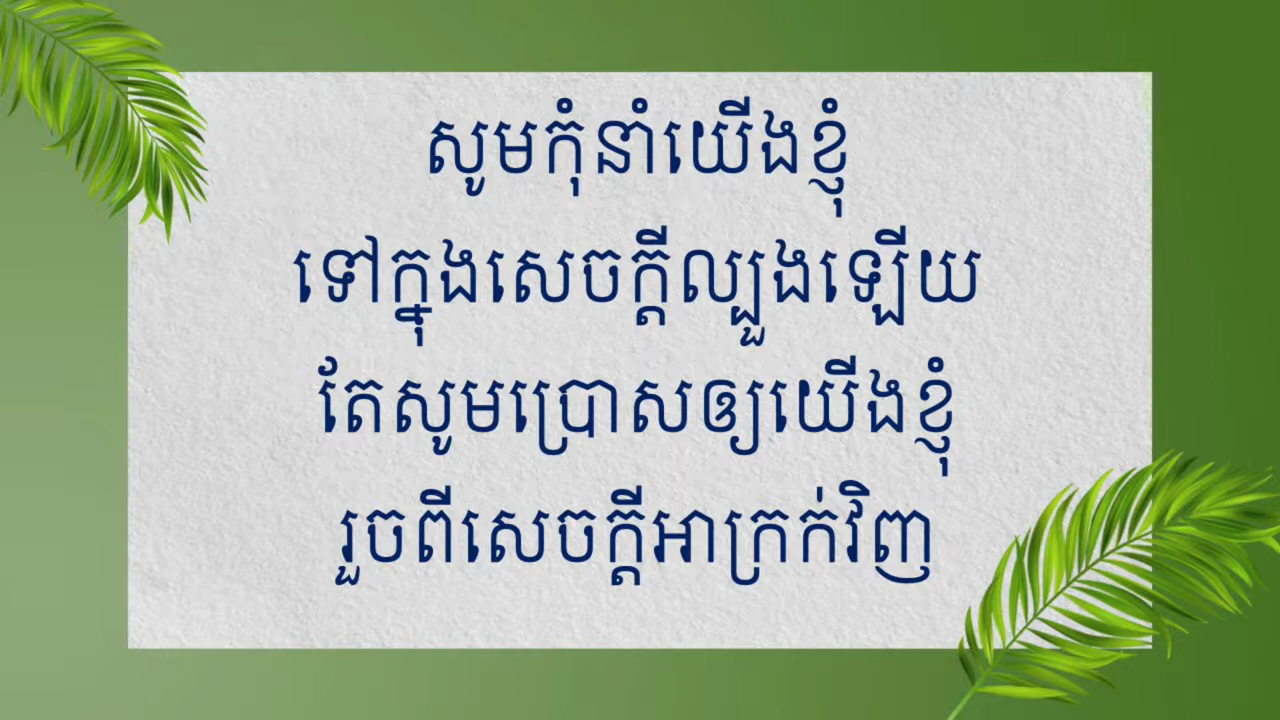 សូមកុំនាំយើងខ្ញុំ
ទៅក្នុងសេចក្តីល្បួងឡើយ
តែសូមប្រោសឲ្យយើងខ្ញុំ
រួចពីសេចក្តីអាក្រក់វិញ